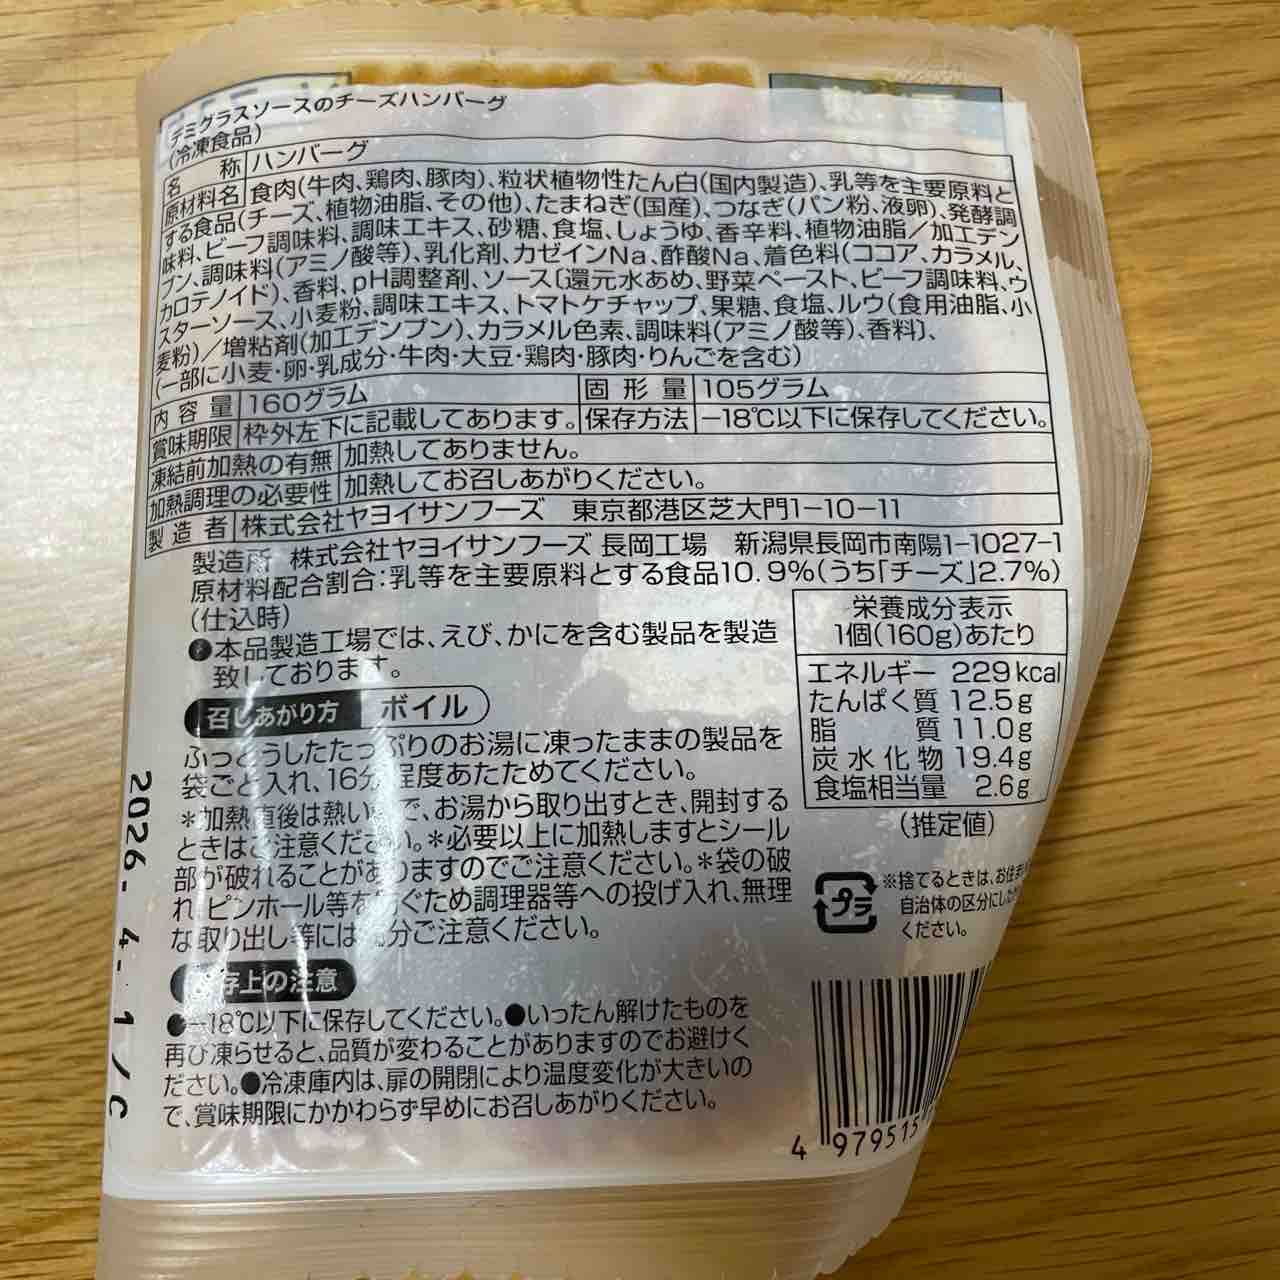 デミグラスソースのチーズハンバーグ
(冷凍食品)
名称 ハンバーグ
原材料名 食肉(牛肉、鶏肉、豚肉)、粒状植物性たん白(国内製造)、乳等を主要原料と
する食品(チーズ、植物油脂、その他)、たまねぎ(国産)、つなぎ(パン粉、液卵)、発酵調
味料、ビーフ調味料、調味エキス、砂糖、食塩、しょうゆ、香辛料、植物油脂/加工デン
プン、調味料(アミノ酸等)、乳化剤、カゼインNa、酢酸Na、着色料(ココア、カラメル、
カロテノイド)、香料、pH調整剤、ソース〔還元水あめ、野菜ペースト、ビーフ調味料、ウ
スターソース、小麦粉、調味エキス、トマトケチャップ、果糖、食塩、ルウ(食用油脂、小
麦粉)/増粘剤(加工デンプン)、カラメル色素、調味料(アミノ酸等)、香料〕、
(一部に小麦・卵・乳成分・牛肉・大豆・鶏肉・豚肉・りんごを含む)
内容量 160グラム 固形量 105グラム
賞味期限 枠外左下に記載してあります。 保存方法 −18℃以下に保存してください。
凍結前加熱の有無 加熱してありません。
加熱調理の必要性 加熱してお召しあがりください。
製造者 株式会社ヤヨイサンフーズ 東京都港区芝大門1-10-11
製造所 株式会社ヤヨイサンフーズ 長岡工場 新潟県長岡市南陽1-1027-1
原材料配合割合:乳等を主要原料とする食品10.9%(うち「チーズ」2.7%)
(仕込時)
●本品製造工場では、えび、かにを含む製品を製造
致しております。
召しあがり方 ボイル
ふっとうしたたっぷりのお湯に凍ったままの製品を
袋ごと入れ、16分程度あたためてください。
*加熱直後は熱いので、お湯から取り出すとき、開封する
ときはご注意ください。*必要以上に加熱しますとシール
部が破れることがありますのでご注意ください。*袋の破
れ、ピンホール等を防ぐため調理器等への投げ入れ、無理
な取り出し等には充分ご注意ください。
保存上の注意
●−18℃以下に保存してください。●いったん解けたものを
再び凍らせると、品質が変わることがありますのでお避けく
ださい。●冷凍庫内は、扉の開閉により温度変化が大きいの
で、賞味期限にかかわらず早めにお召しあがりください。
栄養成分表示
1個(160g)あたり
エネルギー 229kcal
たんぱく質 12.5g
脂質 11.0g
炭水化物 19.4g
食塩相当量 2.6g
(推定値)
プラ
※捨てるときは、お住まい
自治体の区分にした
ください。
4 979515
2026.4.1/C